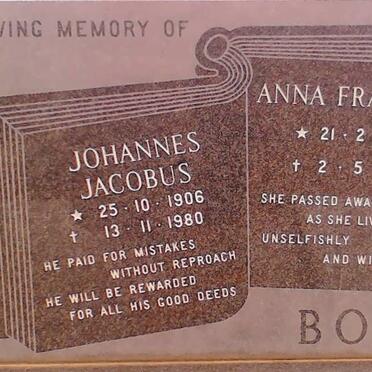 VING MEMORY OF
JOHANNES
JACOBUS
★ 25·10·1906
† 13·11·1980
HE PAID FOR MISTAKES
WITHOUT REPROACH
HE WILL BE REWARDED
FOR ALL HIS GOOD DEEDS
ANNA FRA
★ 21·2
† 2·5
SHE PASSED AWA
AS SHE LIV
UNSELFISHLY
AND WI
BO